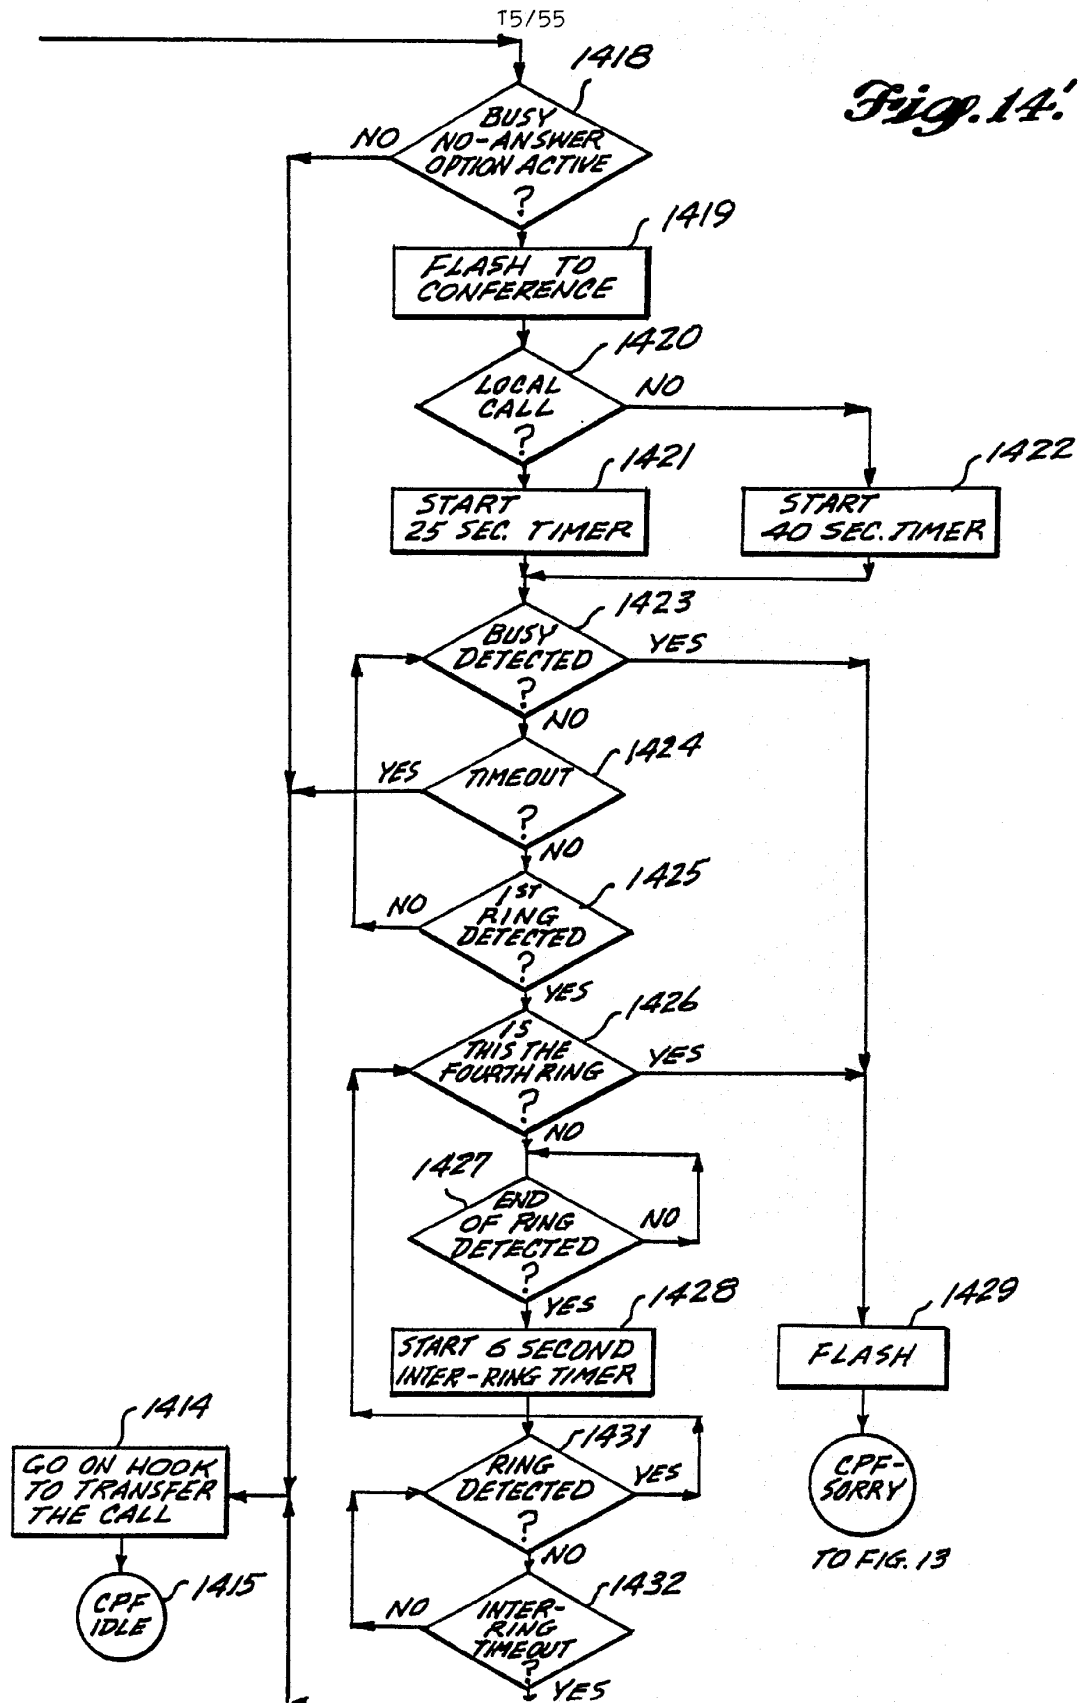 15/55
Fig. 14'
1418
BUSY
NO-ANSWER
OPTION ACTIVE
?
NO
1419
FLASH TO
CONFERENCE
1420
LOCAL
CALL
?
NO
1421
START
25 SEC. TIMER
1422
START
40 SEC. TIMER
1423
BUSY
DETECTED
?
YES
NO
1424
TIMEOUT
?
YES
NO
1425
1ST
RING
DETECTED
?
NO
YES
1426
IS
THIS THE
FOURTH RING
?
YES
NO
1427
END
OF RING
DETECTED
?
NO
YES
1428
START 6 SECOND
INTER-RING TIMER
1429
FLASH
CPF-
SORRY
TO FIG. 13
1414
GO ON HOOK
TO TRANSFER
THE CALL
1415
CPF
IDLE
1431
RING
DETECTED
?
YES
NO
1432
INTER-
RING
TIMEOUT
?
NO
YES